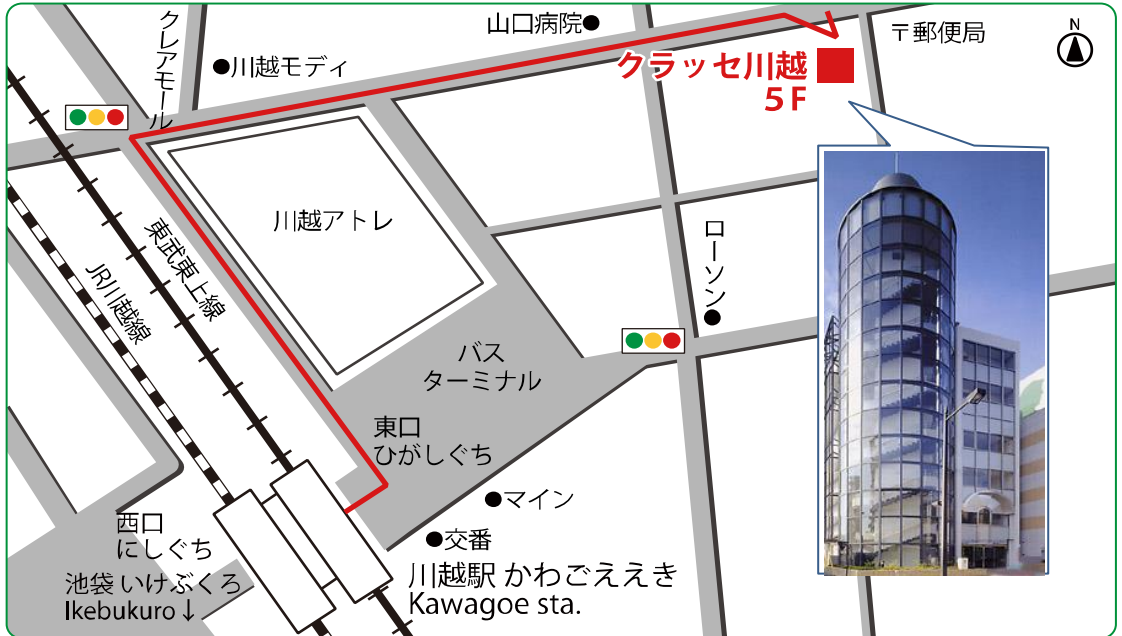 クレアモール
山口病院●
〒郵便局
N
●川越モディ
クラッセ川越
5F
川越アトレ
東武東上線
JR川越線
ローソン●
バス
ターミナル
東口
ひがしぐち
●マイン
西口
にしぐち
●交番
池袋 いけぶくろ
Ikebukuro↓
川越駅 かわごええき
Kawagoe sta.